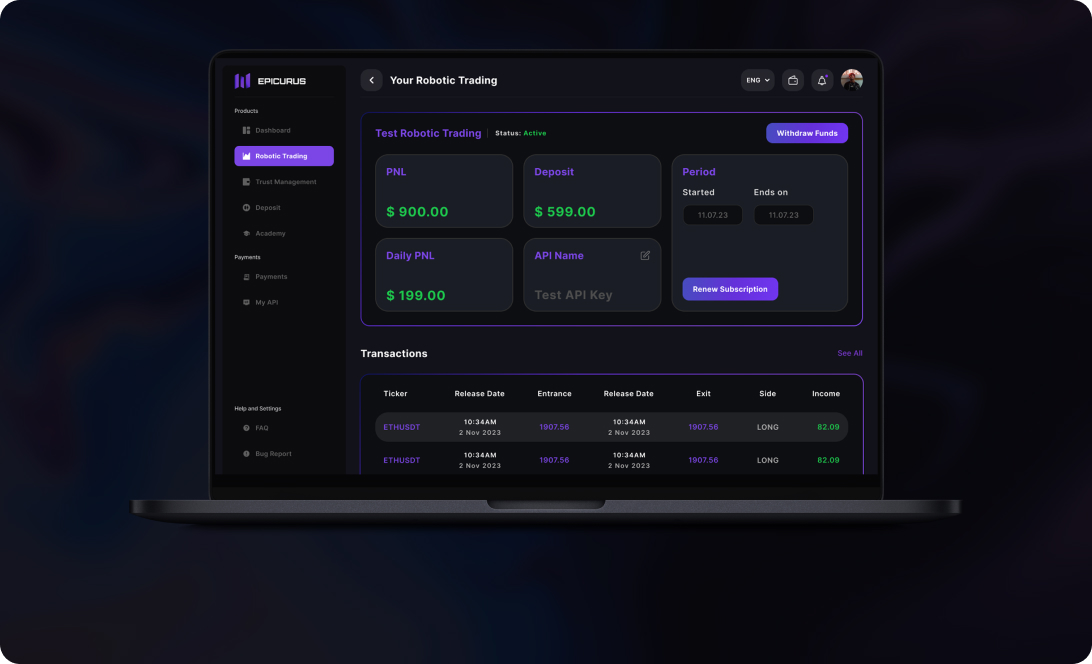 EPICURUS
Your Robotic Trading
ENG
Products
Dashboard
Robotic Trading
Trust Management
Deposit
Academy
Payments
Payments
My API
Help and Settings
FAQ
Bug Report
Test Robotic Trading
Status: Active
Withdraw Funds
PNL
$ 900.00
Deposit
$ 599.00
Period
Started
Ends on
11.07.23
11.07.23
Daily PNL
$ 199.00
API Name
Test API Key
Renew Subscription
Transactions
See All
Ticker Release Date Entrance Release Date Exit Side Income
ETHUSDT 10:34AM 2 Nov 2023 1907.56 10:34AM 2 Nov 2023 1907.56 LONG 82.09
ETHUSDT 10:34AM 2 Nov 2023 1907.56 10:34AM 2 Nov 2023 1907.56 LONG 82.09